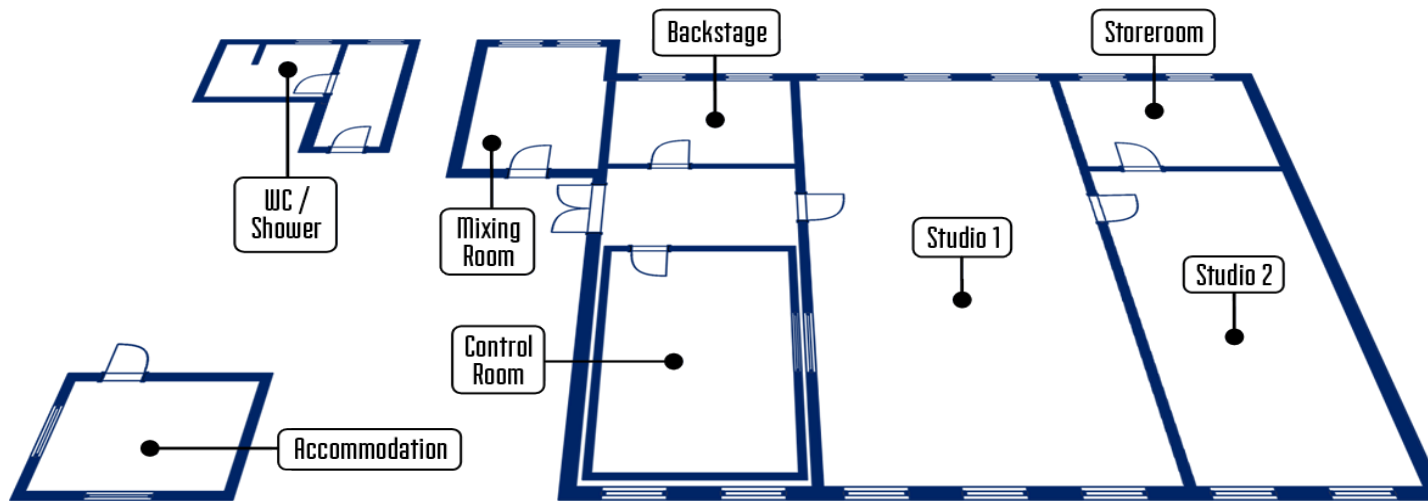 Backstage
Storeroom
WC /
Shower
Mixing
Room
Studio 1
Studio 2
Control
Room
Accommodation